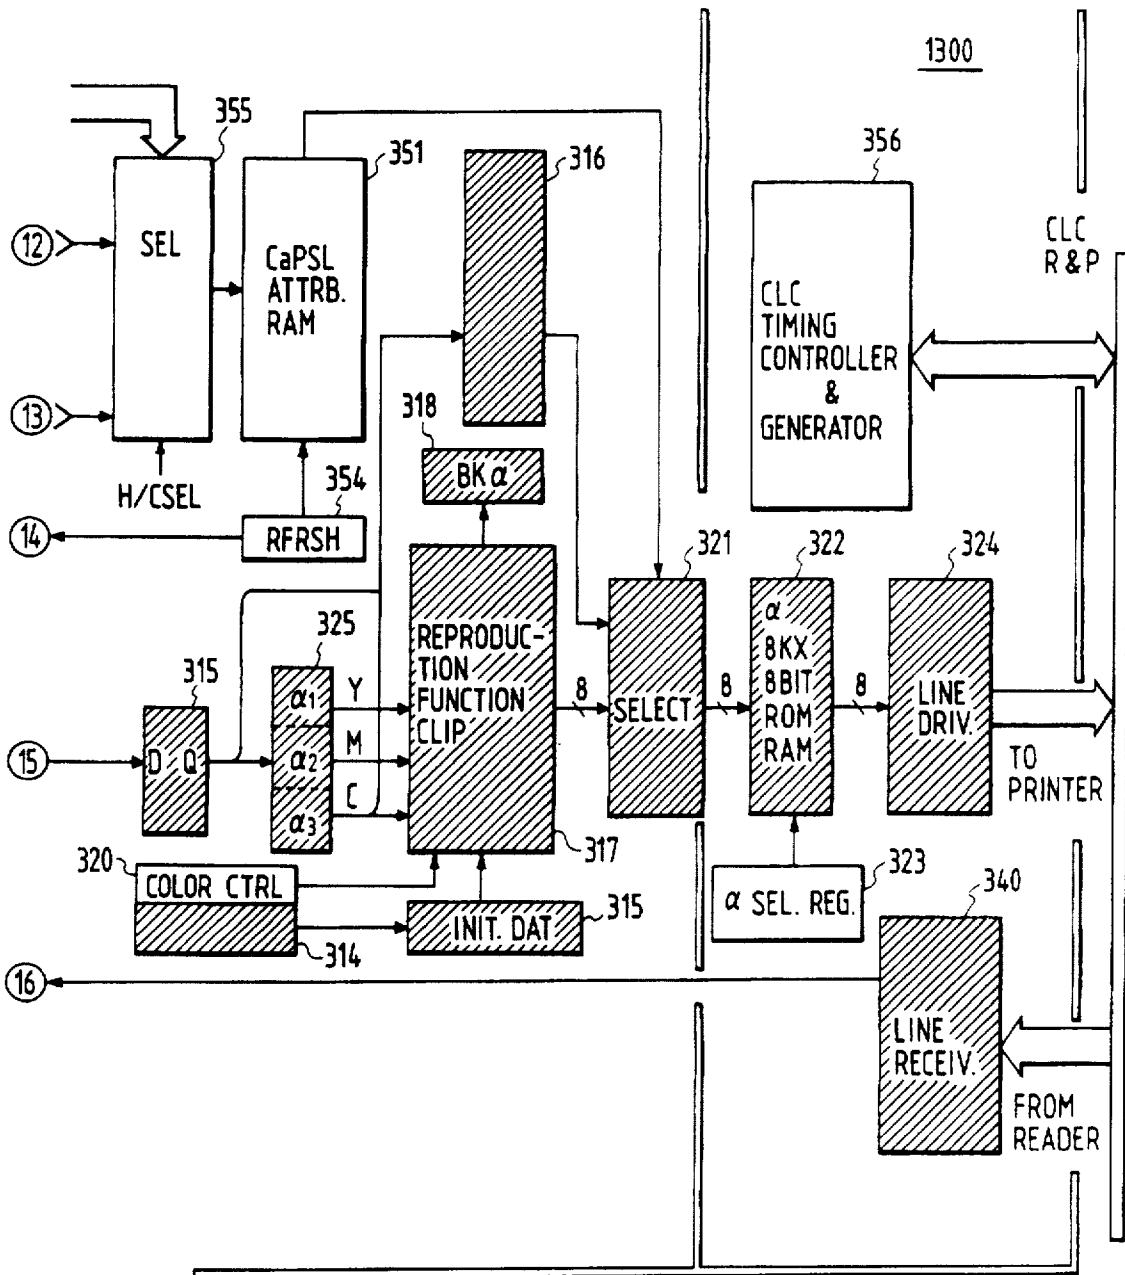 1300
355
351
316
356
12
SEL
CaPSL
ATTRB.
RAM
CLC
R & P
CLC
TIMING
CONTROLLER
&
GENERATOR
13
318
BK α
H/CSEL
354
14
RFRSH
321
322
324
325
315
REPRODUC-
TION
FUNCTION
CLIP
α
8KX
8BIT
ROM
RAM
α1
Y
8
SELECT
8
8
LINE
DRIV.
15
D Q
α2
M
TO
PRINTER
α3
C
317
320
COLOR CTRL
323
α SEL. REG.
340
315
INIT. DAT
314
16
LINE
RECEIV.
FROM
READER